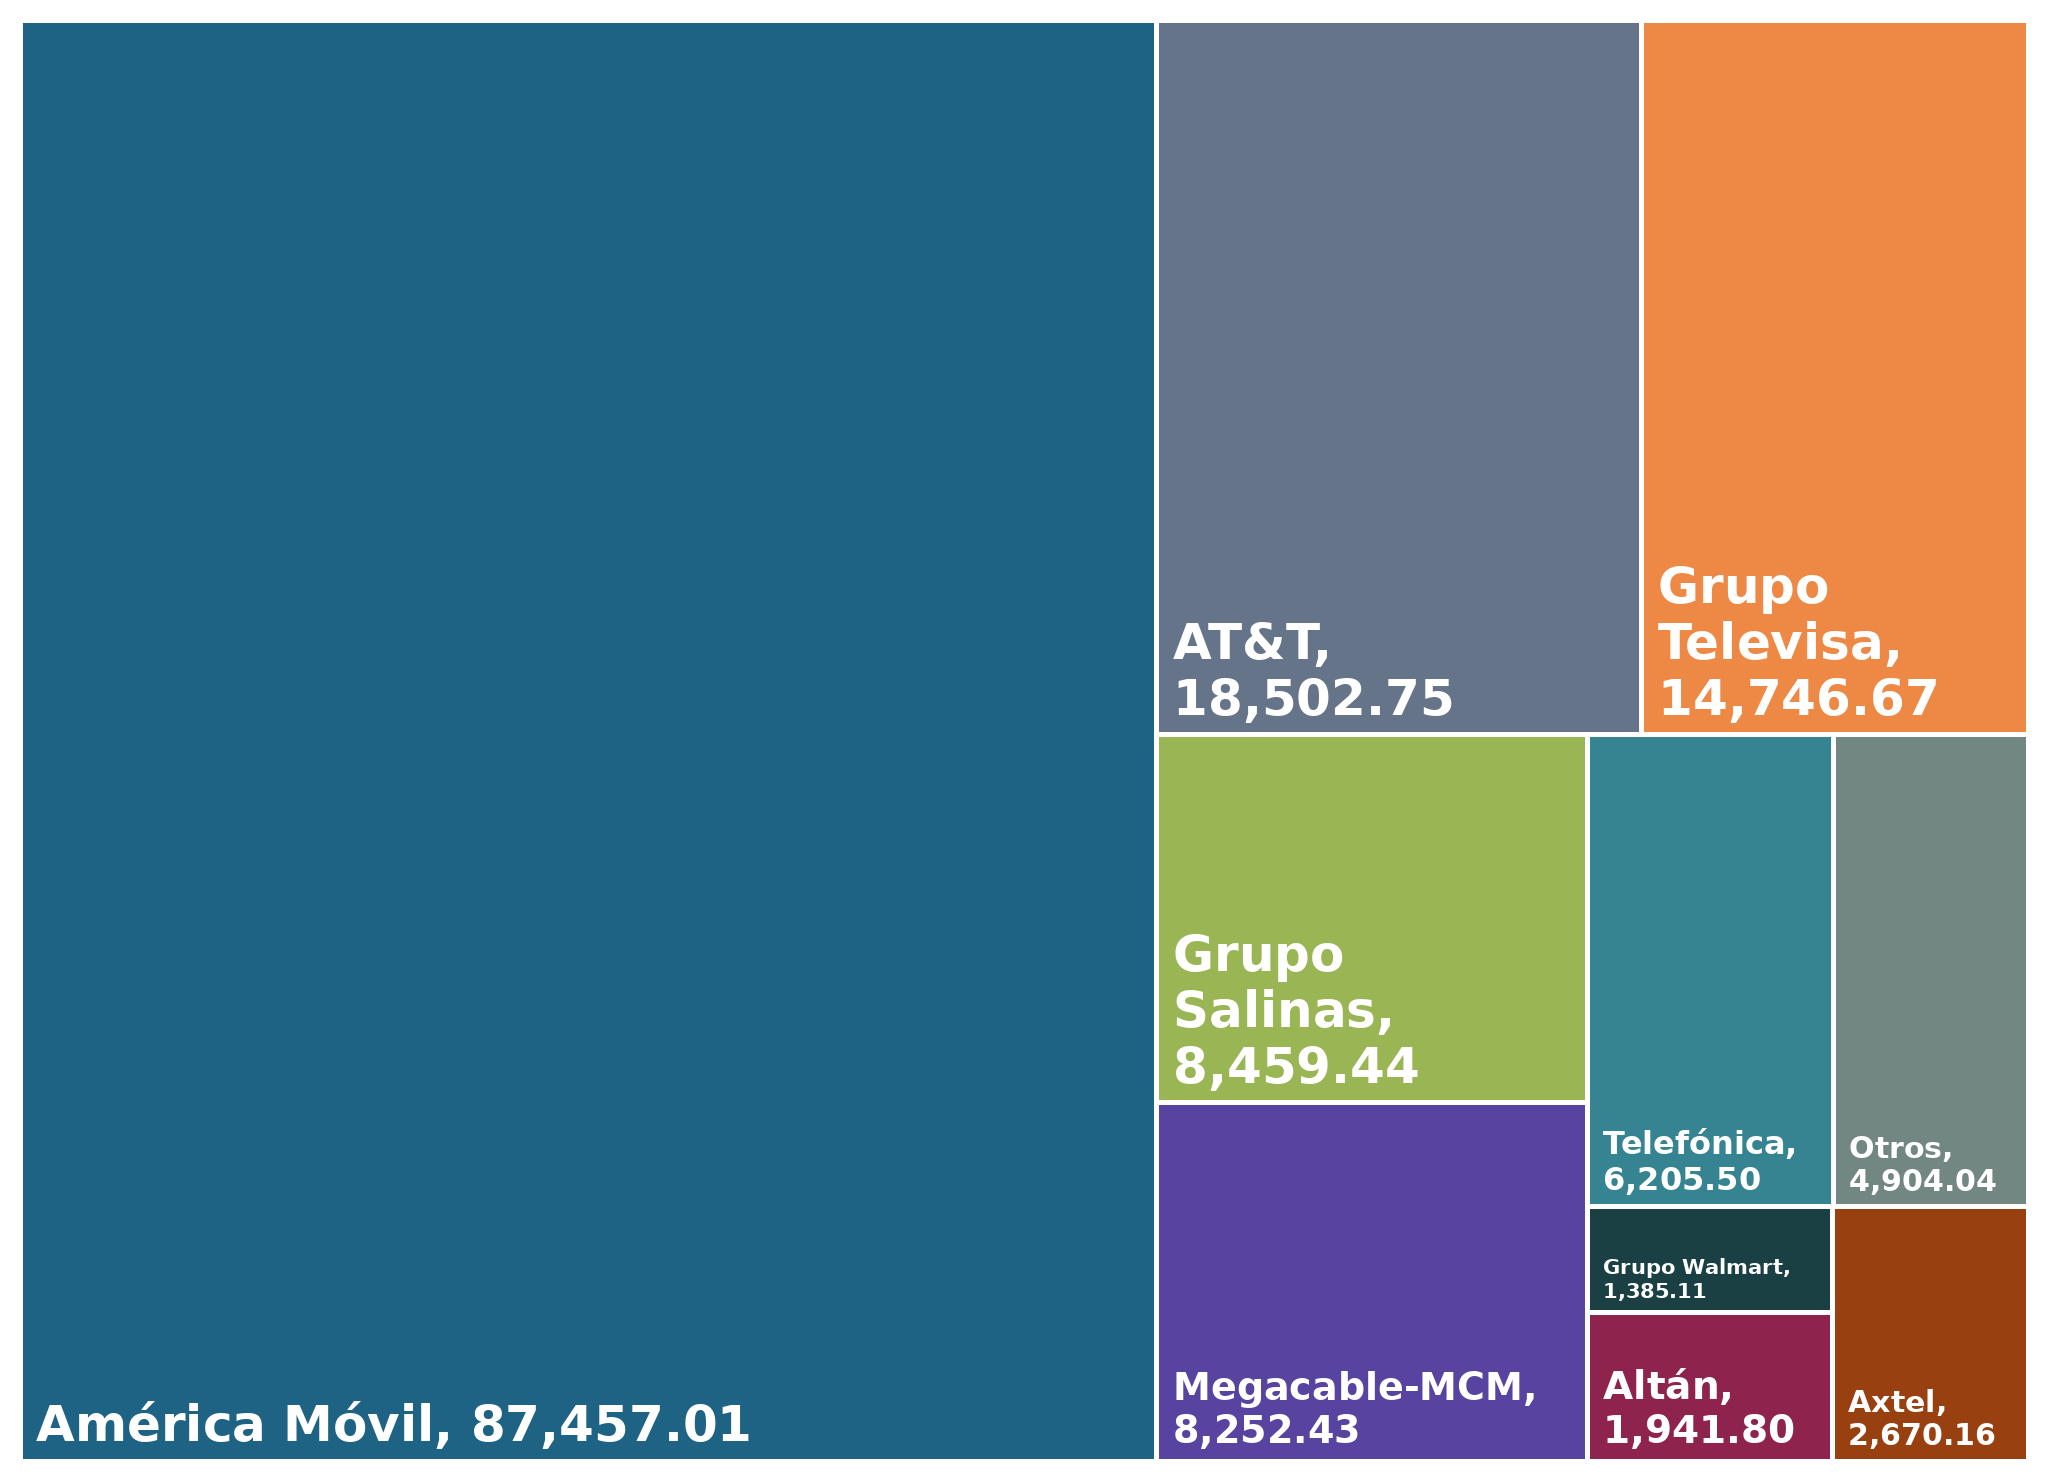 América Móvil, 87,457.01
AT&T,
18,502.75
Grupo
Televisa,
14,746.67
Grupo
Salinas,
8,459.44
Megacable-MCM,
8,252.43
Telefónica,
6,205.50
Otros,
4,904.04
Grupo Walmart,
1,385.11
Altán,
1,941.80
Axtel,
2,670.16